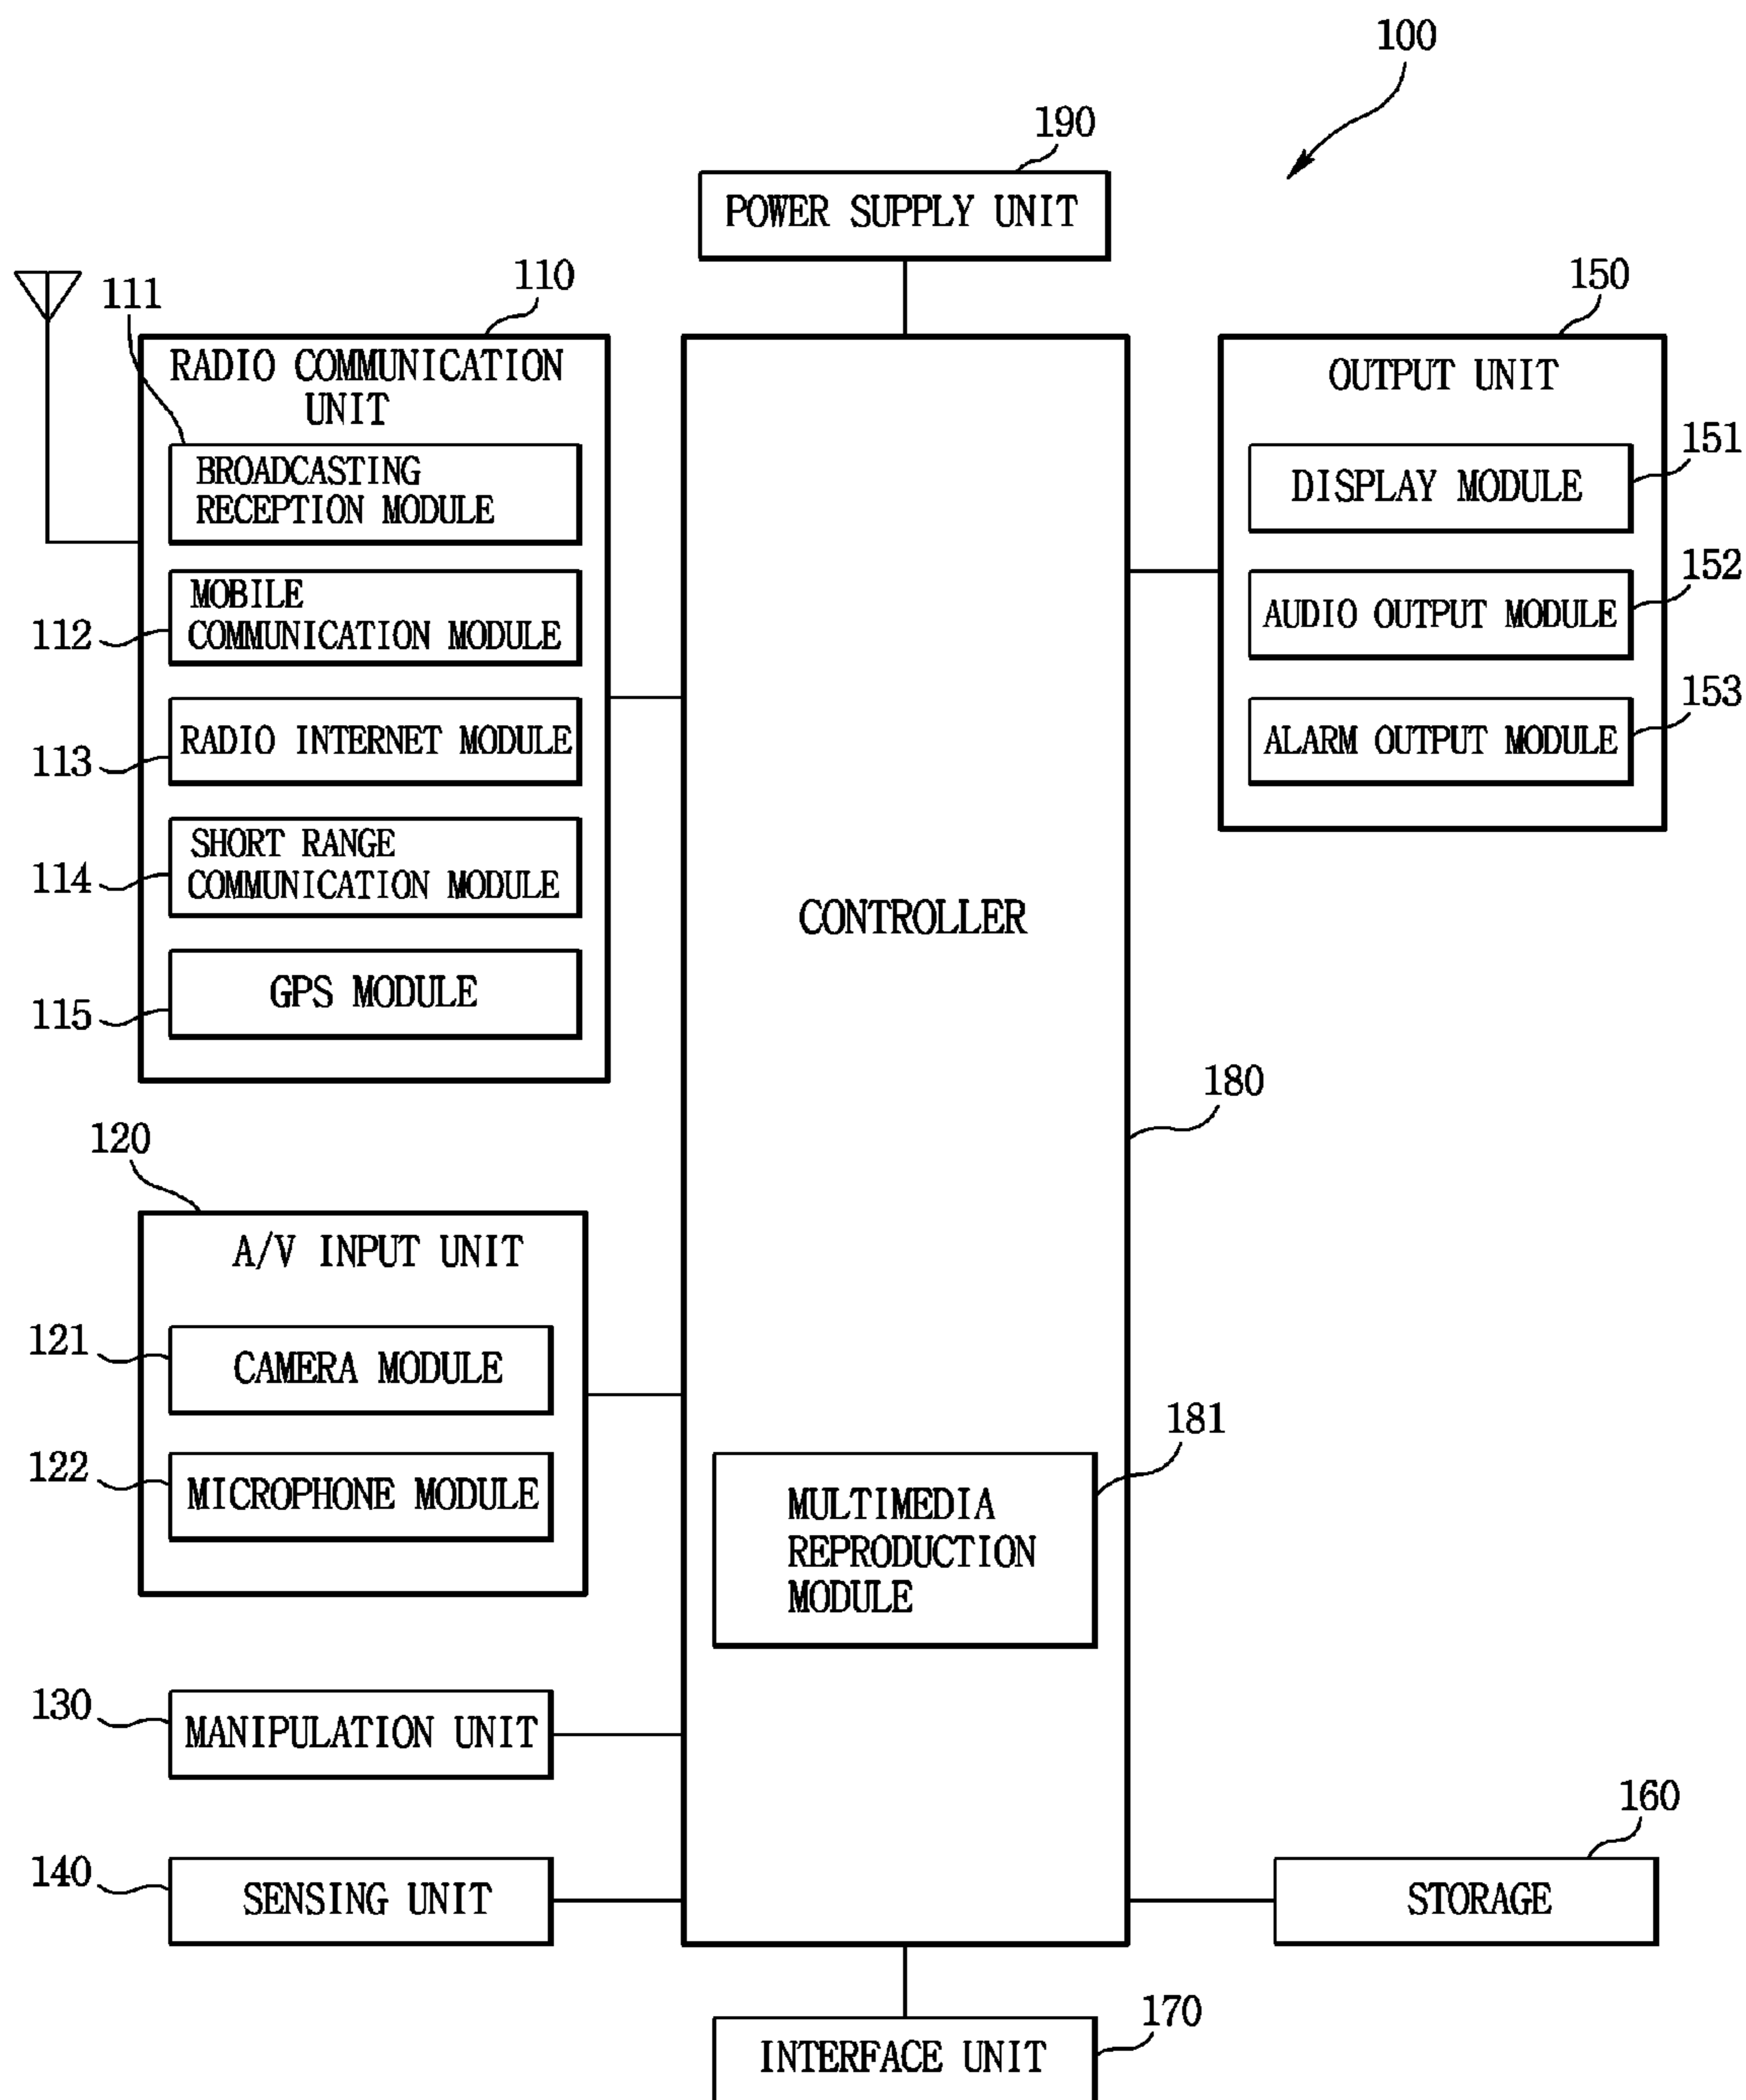 100
190
POWER SUPPLY UNIT
111
110
RADIO COMMUNICATION
UNIT
BROADCASTING
RECEPTION MODULE
112
MOBILE
COMMUNICATION MODULE
113
RADIO INTERNET MODULE
114
SHORT RANGE
COMMUNICATION MODULE
115
GPS MODULE
120
A/V INPUT UNIT
121
CAMERA MODULE
122
MICROPHONE MODULE
130
MANIPULATION UNIT
140
SENSING UNIT
CONTROLLER
180
181
MULTIMEDIA
REPRODUCTION
MODULE
150
OUTPUT UNIT
151
DISPLAY MODULE
152
AUDIO OUTPUT MODULE
153
ALARM OUTPUT MODULE
160
STORAGE
170
INTERFACE UNIT